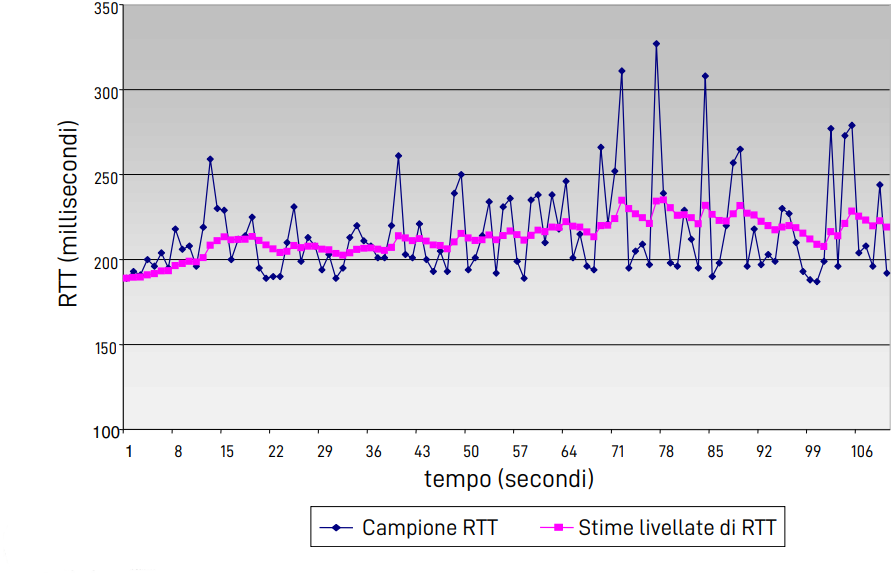 350
300
250
200
150
100
RTT (millisecondi)
1 8 15 22 29 36 43 50 57 64 71 78 85 92 99 106
tempo (secondi)
Campione RTT Stime livellate di RTT